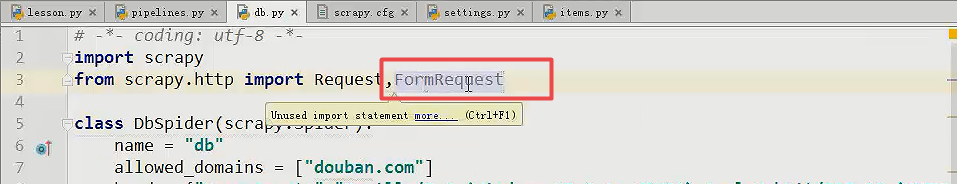 lesson.py × pipelines.py × db.py × scrapy.cfg × settings.py × items.py ×
1 # -*- coding: utf-8 -*-
2 import scrapy
3 from scrapy.http import Request,FormRequest
4
Unused import statement more... (Ctrl+F1)
5 class DbSpider(scrapy.Spider):
6 name = "db"
7 allowed_domains = ["douban.com"]